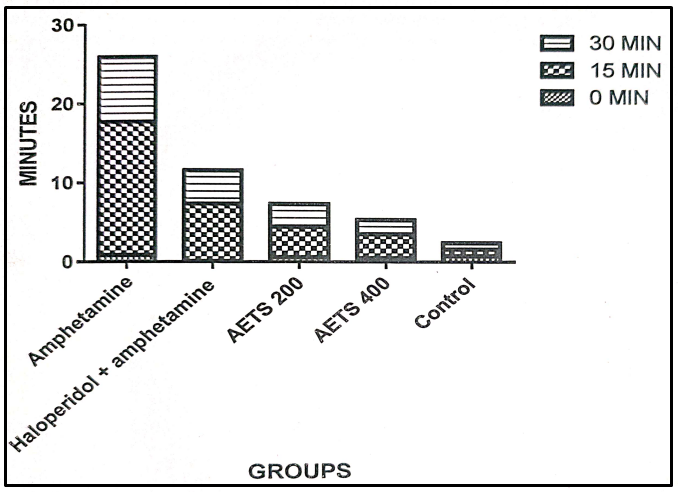 30 MIN
15 MIN
0 MIN
MINUTES
30
20
10
0
Amphetamine
Haloperidol + amphetamine
AETS 200
AETS 400
Control
GROUPS